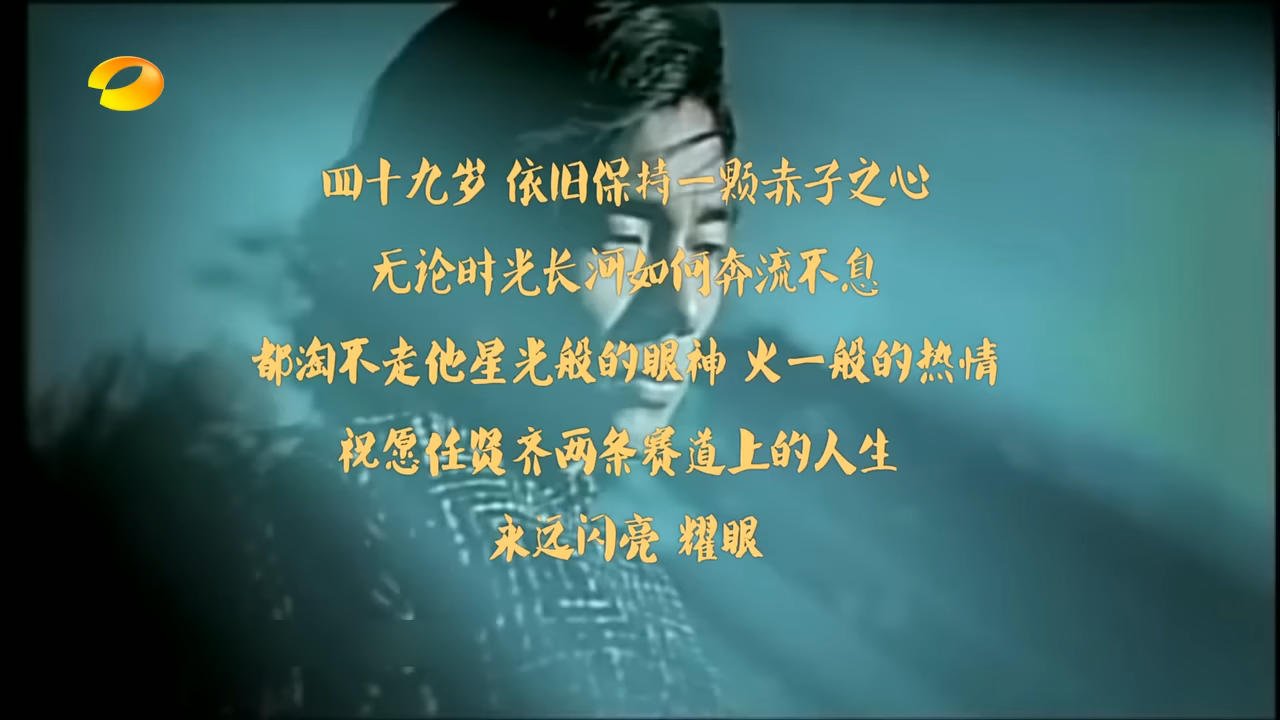 四十九岁 依旧保持一颗赤子之心
无论时光长河如何奔流不息
都淘不走他星光般的眼神 火一般的热情
祝愿任贤齐两条赛道上的人生
永远闪亮 耀眼